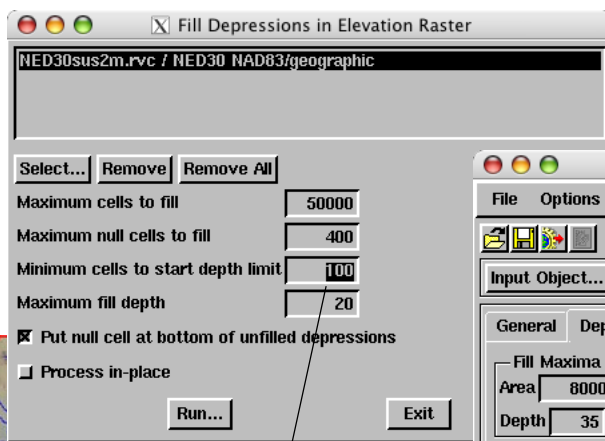 Fill Depressions in Elevation Raster
NED30sus2m.rvc / NED30 NAD83/geographic
Select... Remove Remove All
Maximum cells to fill 50000
Maximum null cells to fill 400
Minimum cells to start depth limit 100
Maximum fill depth 20
Put null cell at bottom of unfilled depressions
Process in-place
Run... Exit
File Options
Input Object...
General Dep
Fill Maxima
Area 8000
Depth 35